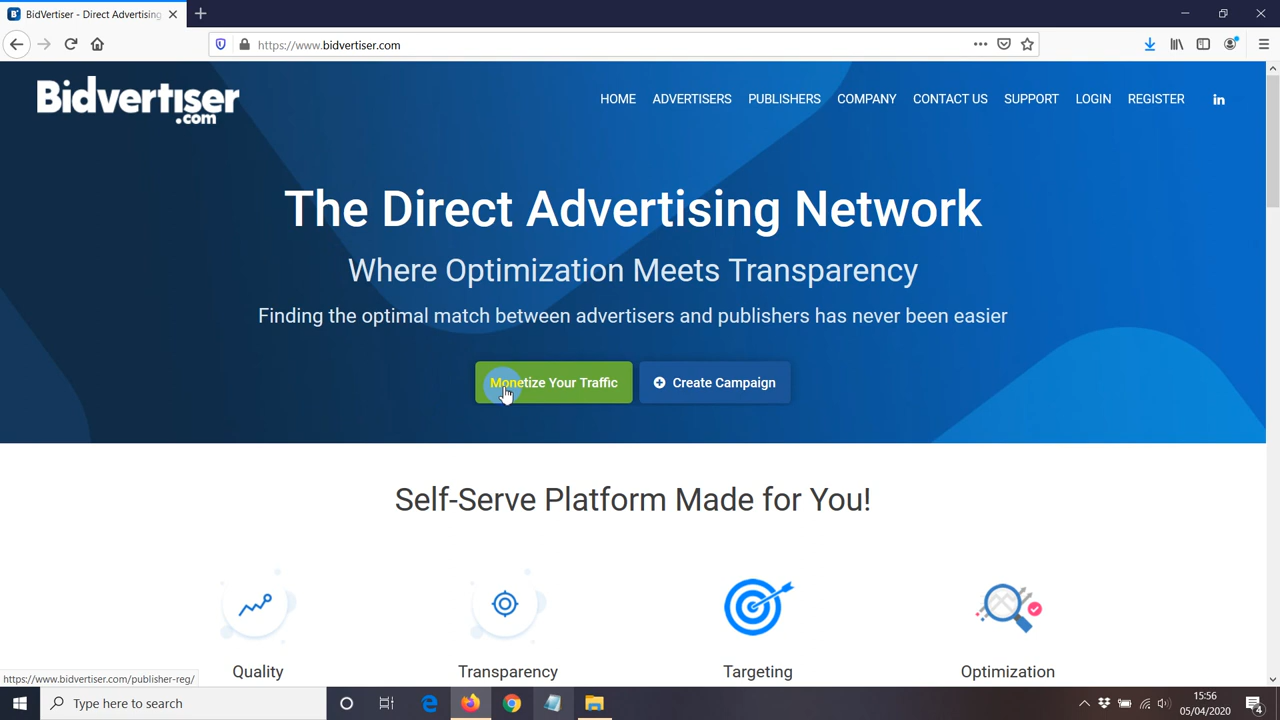 BidVertiser - Direct Advertising
https://www.bidvertiser.com
Bidvertiser
.com
HOME ADVERTISERS PUBLISHERS COMPANY CONTACT US SUPPORT LOGIN REGISTER in
The Direct Advertising Network
Where Optimization Meets Transparency
Finding the optimal match between advertisers and publishers has never been easier
Monetize Your Traffic Create Campaign
Self-Serve Platform Made for You!
Quality Transparency Targeting Optimization
https://www.bidvertiser.com/publisher-reg/
Type here to search
15:56
05/04/2020
4